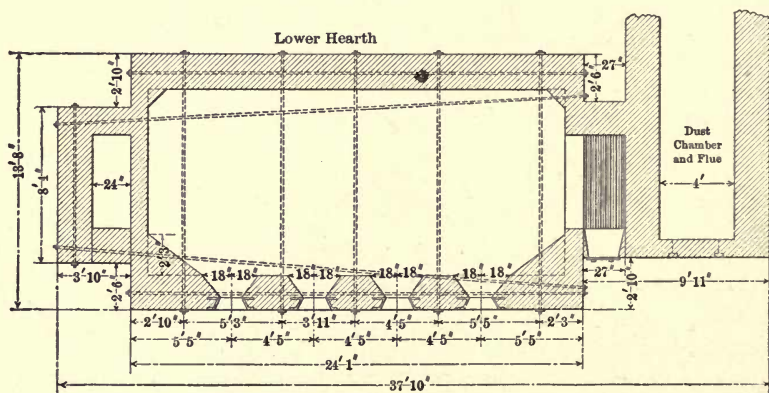 Lower Hearth
2'10"
27"
2'6"
13'-8"
8'-4"
24"
Dust
Chamber
and Flue
4'
3'10"
2'6"
18" 18" 18" 18" 18" 18" 18" 18"
27"
2'10"
9'11"
2'10" 5'3" 3'11" 4'5" 5'5" 2'3"
5'5" 4'5" 4'5" 4'5" 5'5"
24'1"
37'10"